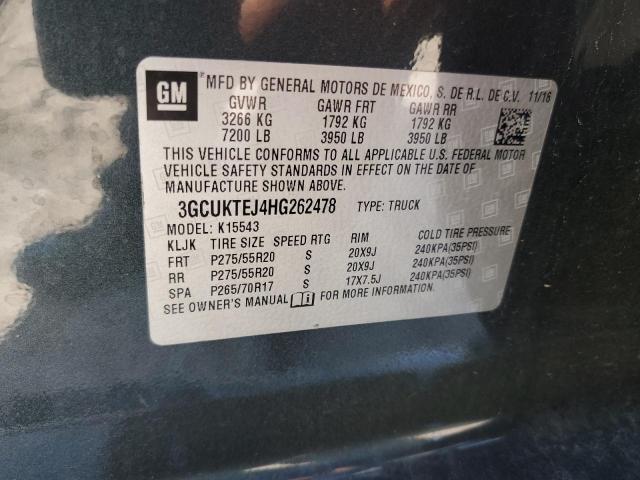 GM MFD BY GENERAL MOTORS DE MEXICO, S. DE R.L. DE C.V. 11/16
GVWR GAWR FRT GAWR RR
3266 KG 1792 KG 1792 KG
7200 LB 3950 LB 3950 LB
THIS VEHICLE CONFORMS TO ALL APPLICABLE U.S. FEDERAL MOTOR
VEHICLE SAFETY STANDARDS IN EFFECT ON THE DATE OF
MANUFACTURE SHOWN ABOVE.
3GCUKTEJ4HG262478 TYPE: TRUCK
MODEL: K15543
KLJK TIRE SIZE SPEED RTG RIM COLD TIRE PRESSURE
FRT P275/55R20 S 20X9J 240KPA(35PSI)
RR P275/55R20 S 20X9J 240KPA(35PSI)
SPA P265/70R17 S 17X7.5J 240KPA(35PSI)
SEE OWNER'S MANUAL FOR MORE INFORMATION.